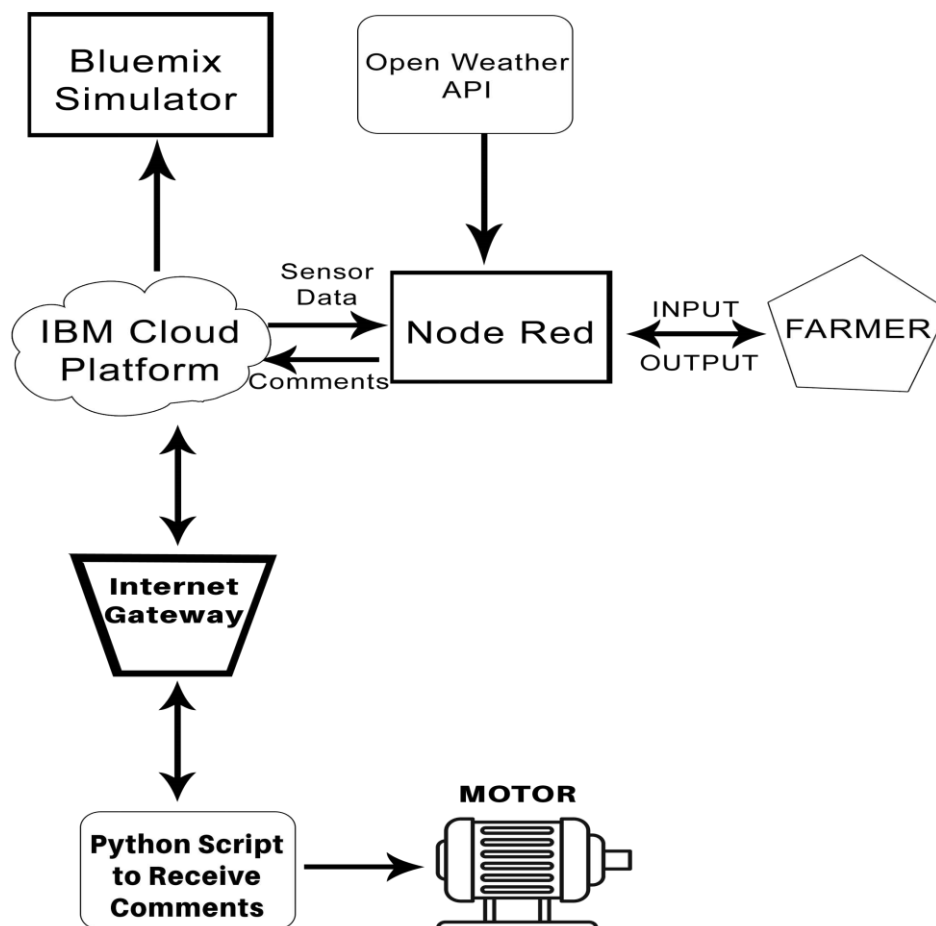 Bluemix
Simulator
Open Weather
API
Sensor
Data
IBM Cloud
Platform
Comments
Node Red
INPUT
OUTPUT
FARMER
Internet
Gateway
Python Script
to Receive
Comments
MOTOR